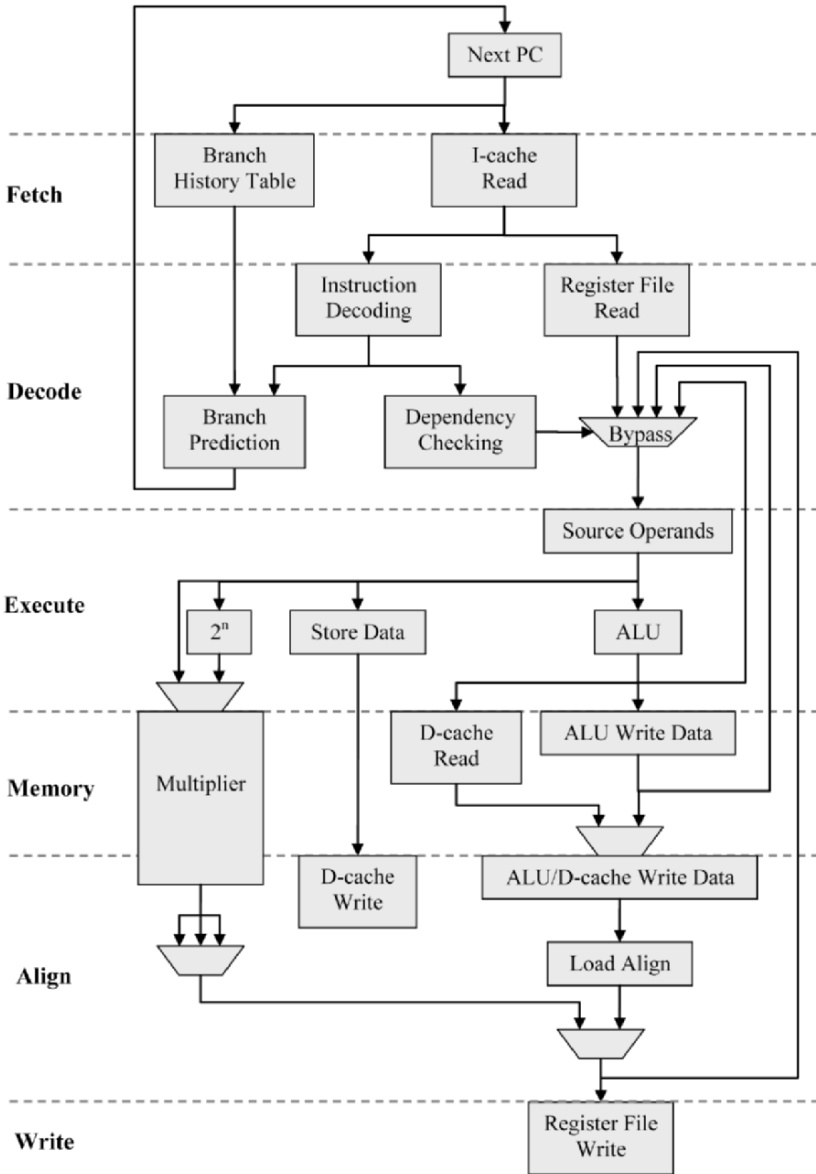 Next PC
Branch
History Table
I-cache
Read
Fetch
Instruction
Decoding
Register File
Read
Decode
Branch
Prediction
Dependency
Checking
Bypass
Source Operands
Execute
2ⁿ
Store Data
ALU
D-cache
Read
ALU Write Data
Memory
Multiplier
D-cache
Write
ALU/D-cache Write Data
Align
Load Align
Register File
Write
Write